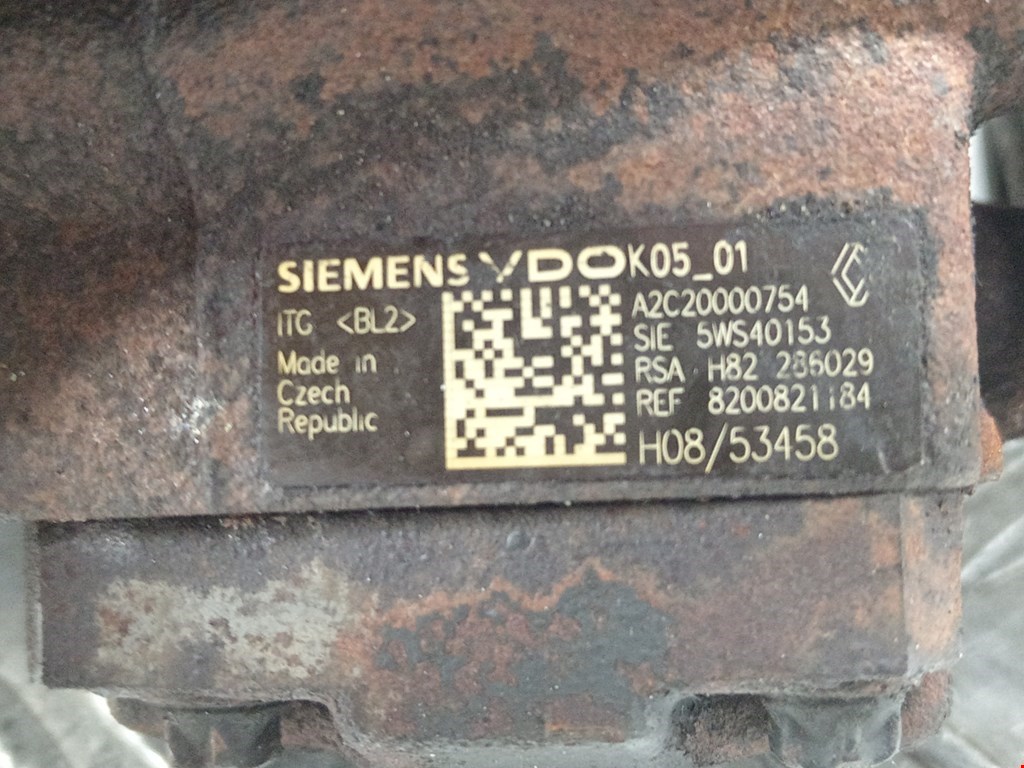 SIEMENS VDO K05_01
ITG <BL2>
Made in
Czech
Republic
A2C20000754
SIE 5WS40153
RSA H82 286029
REF 8200821184
H08/53458